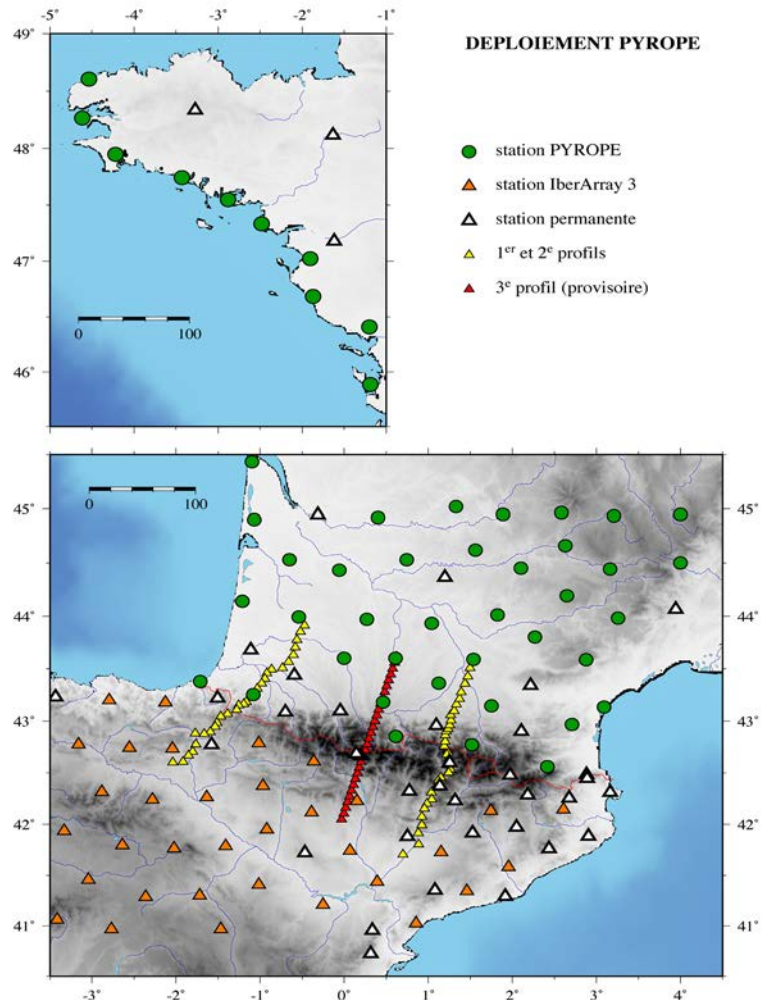 -5° -4° -3° -2° -1°
DEPLOIEMENT PYROPE
49°
48°
47°
46°
0 100
station PYROPE
station IberArray 3
station permanente
1er et 2e profils
3e profil (provisoire)
0 100
45°
44°
43°
42°
41°
-3° -2° -1° 0° 1° 2° 3° 4°